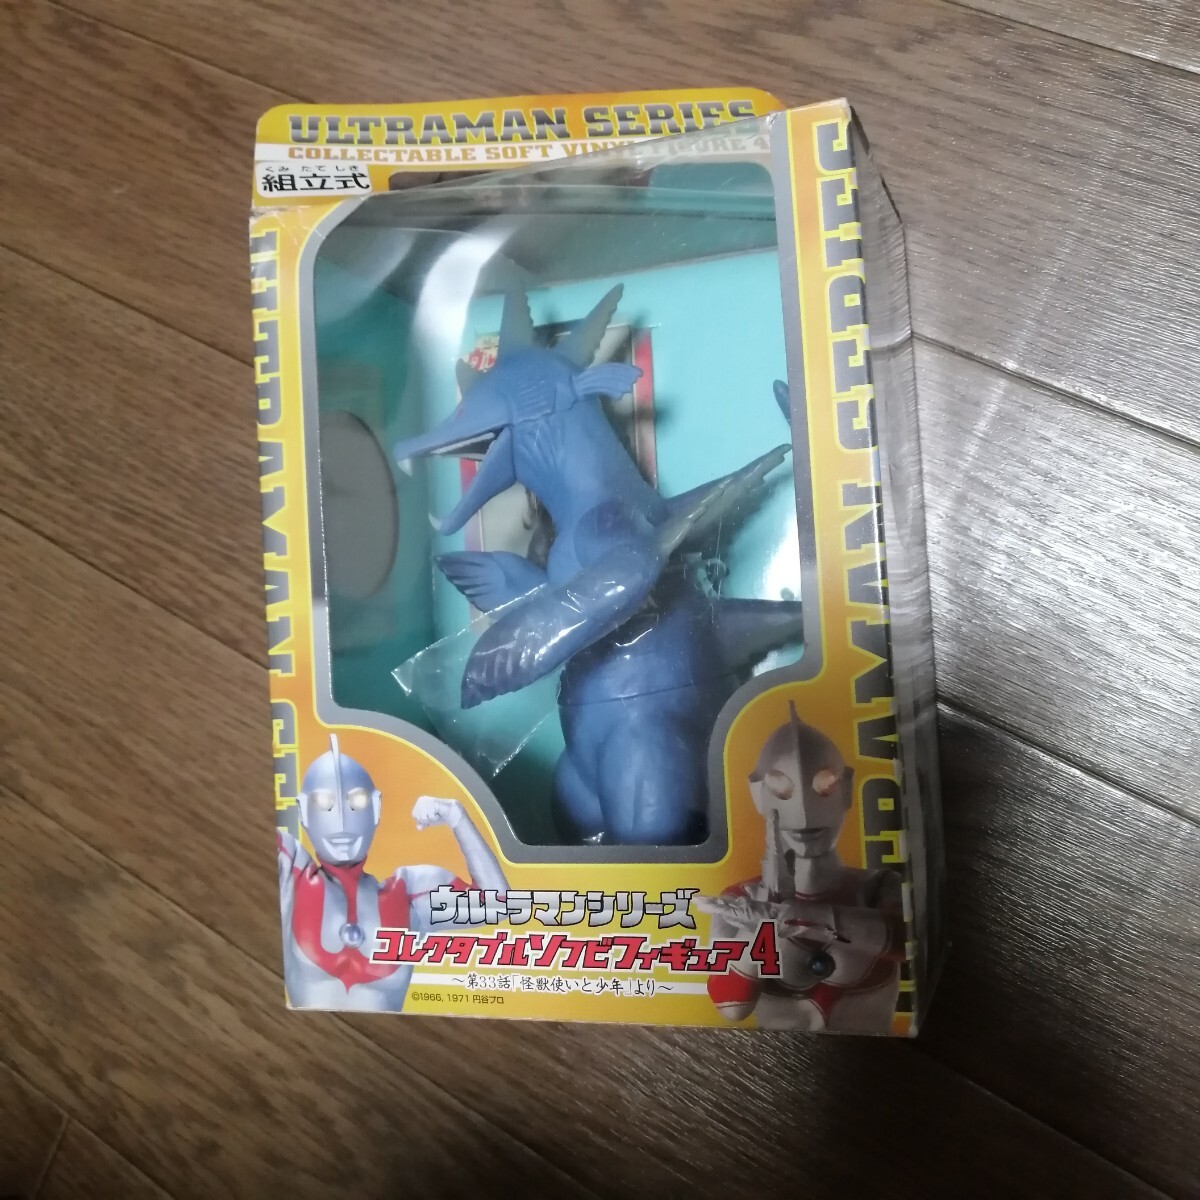 ULTRAMAN SERIES
COLLECTABLE SOFT VINYL FIGURE 4
くみ たて しき
組立式
ULTRAMAN SERIES
ウルトラマンシリーズ
コレクタブルソフビフィギュア4
～第33話「怪獣使いと少年」より～
©1966, 1971 円谷プロ